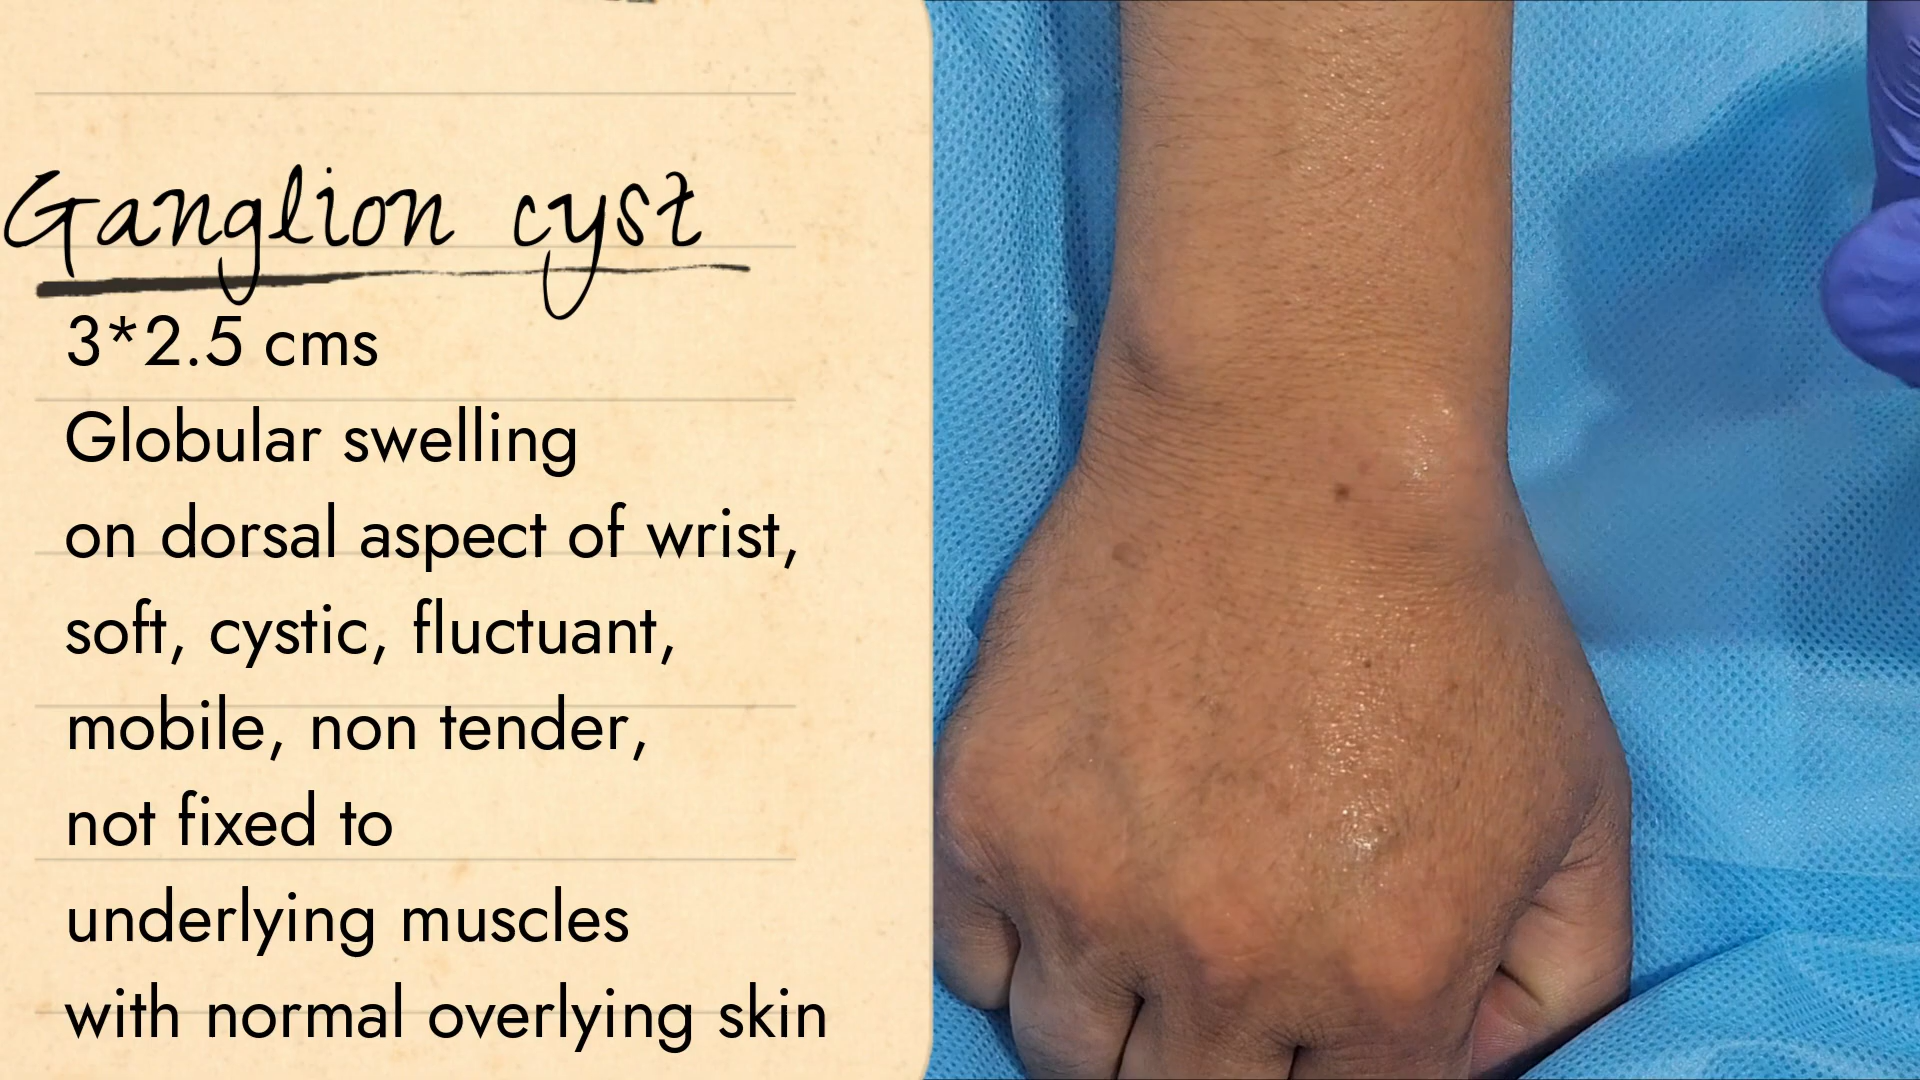 Ganglion cyst
3*2.5 cms
Globular swelling
on dorsal aspect of wrist,
soft, cystic, fluctuant,
mobile, non tender,
not fixed to
underlying muscles
with normal overlying skin